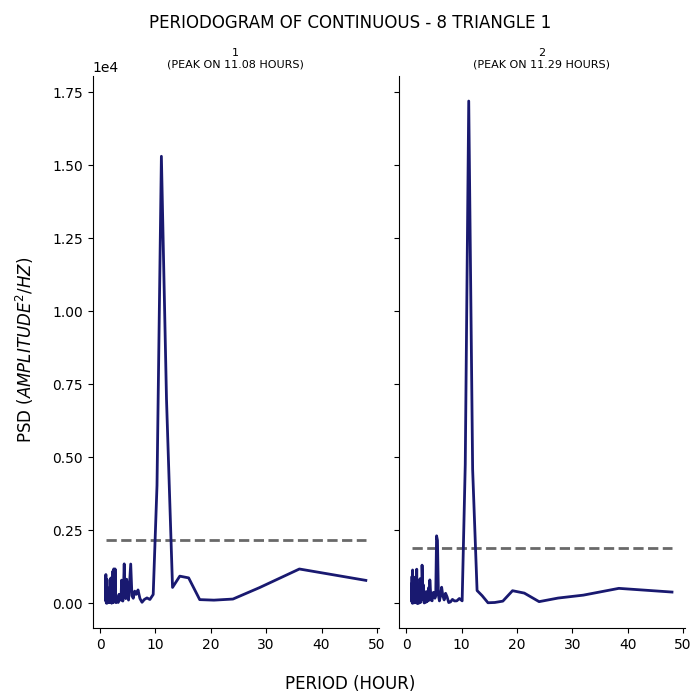 PERIODOGRAM OF CONTINUOUS - 8 TRIANGLE 1
1
(PEAK ON 11.08 HOURS)
2
(PEAK ON 11.29 HOURS)
1e4
1.75
1.50
1.25
1.00
0.75
0.50
0.25
0.00
PSD (AMPLITUDE²/HZ)
0 10 20 30 40 50
0 10 20 30 40 50
PERIOD (HOUR)